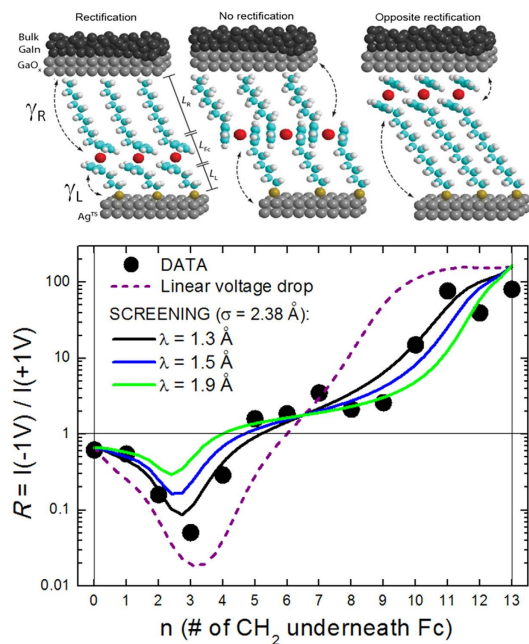 Rectification
No rectification
Opposite rectification
Bulk
GaIn
GaOₓ
γR
γL
LR
LFc
LL
Agᵀˢ
R = I(-1V) / I(+1V)
100
10
1
0.1
0.01
DATA
Linear voltage drop
SCREENING (σ = 2.38 Å):
λ = 1.3 Å
λ = 1.5 Å
λ = 1.9 Å
0 1 2 3 4 5 6 7 8 9 10 11 12 13
n (# of CH₂ underneath Fc)